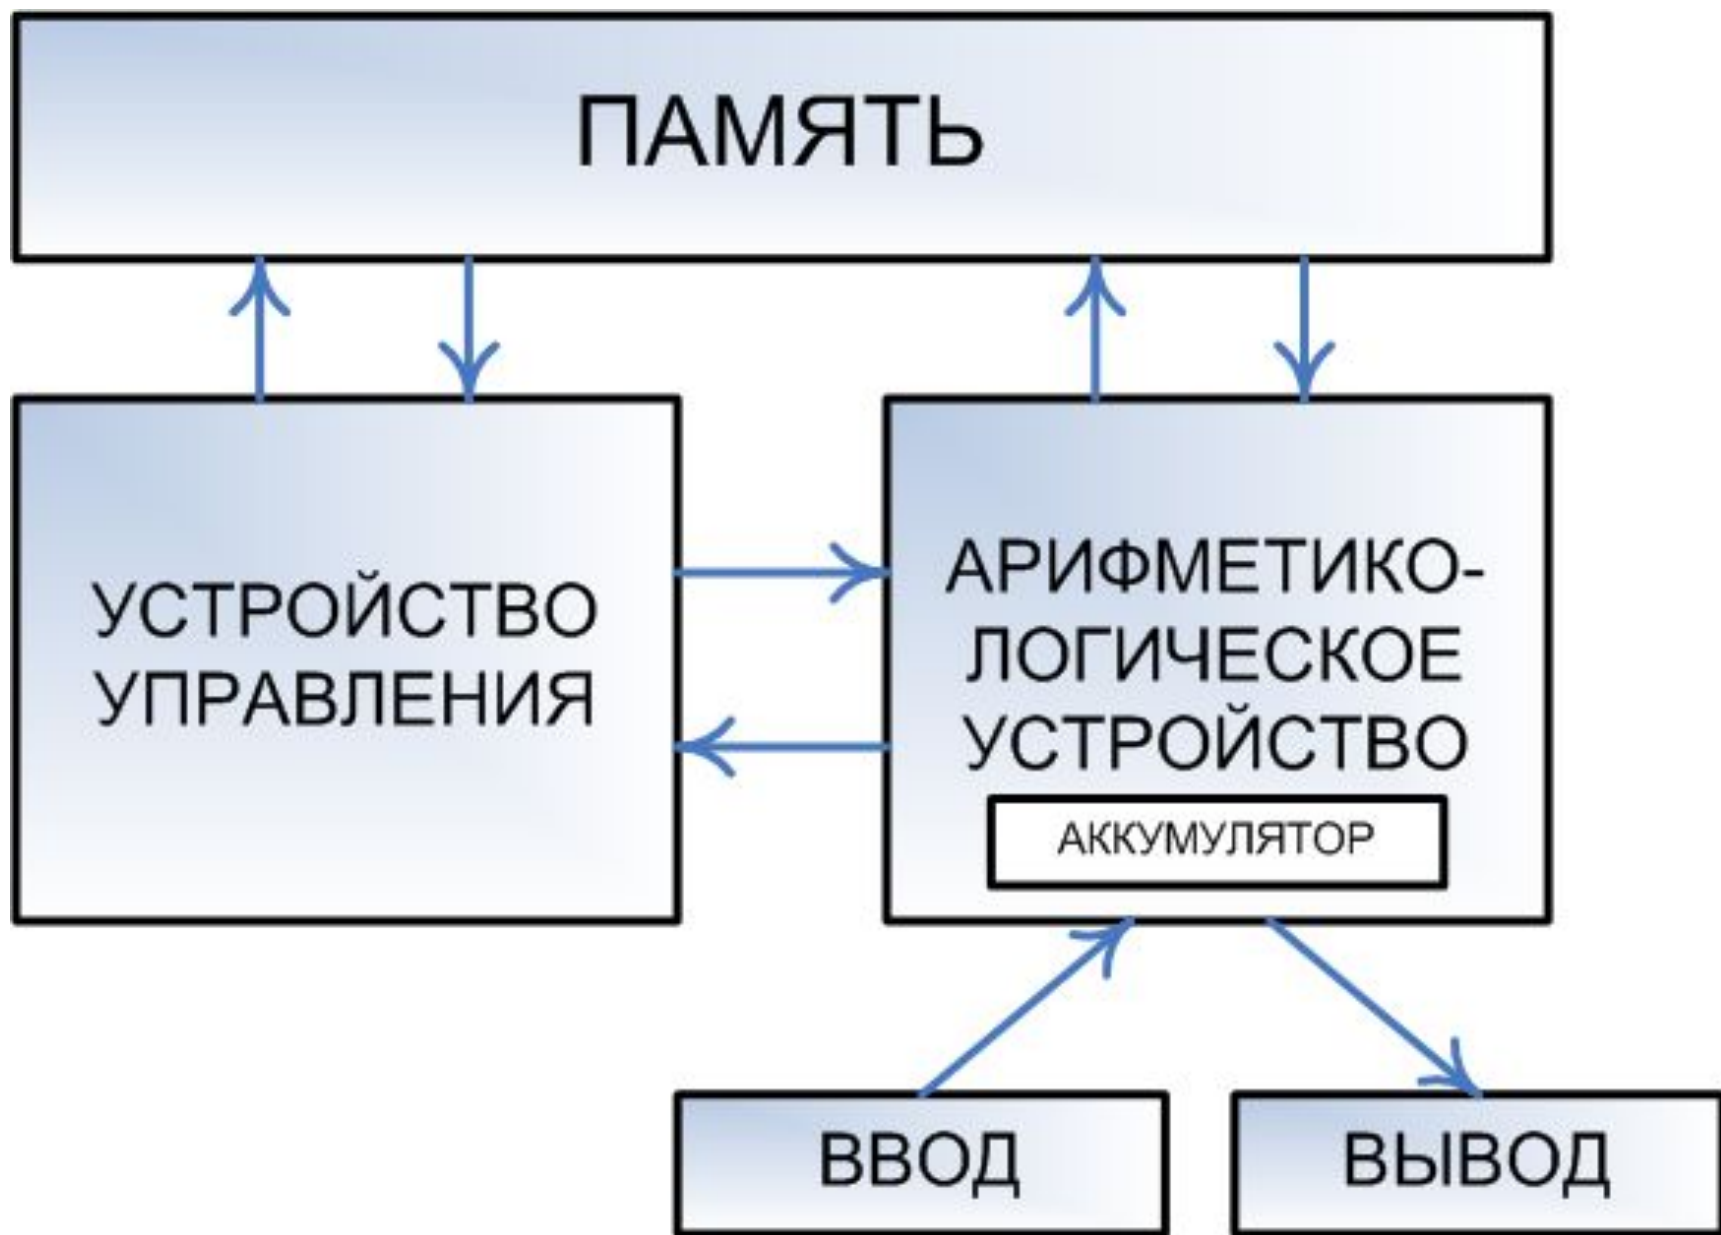 ПАМЯТЬ
УСТРОЙСТВО
УПРАВЛЕНИЯ
АРИФМЕТИКО-
ЛОГИЧЕСКОЕ
УСТРОЙСТВО
АККУМУЛЯТОР
ВВОД
ВЫВОД